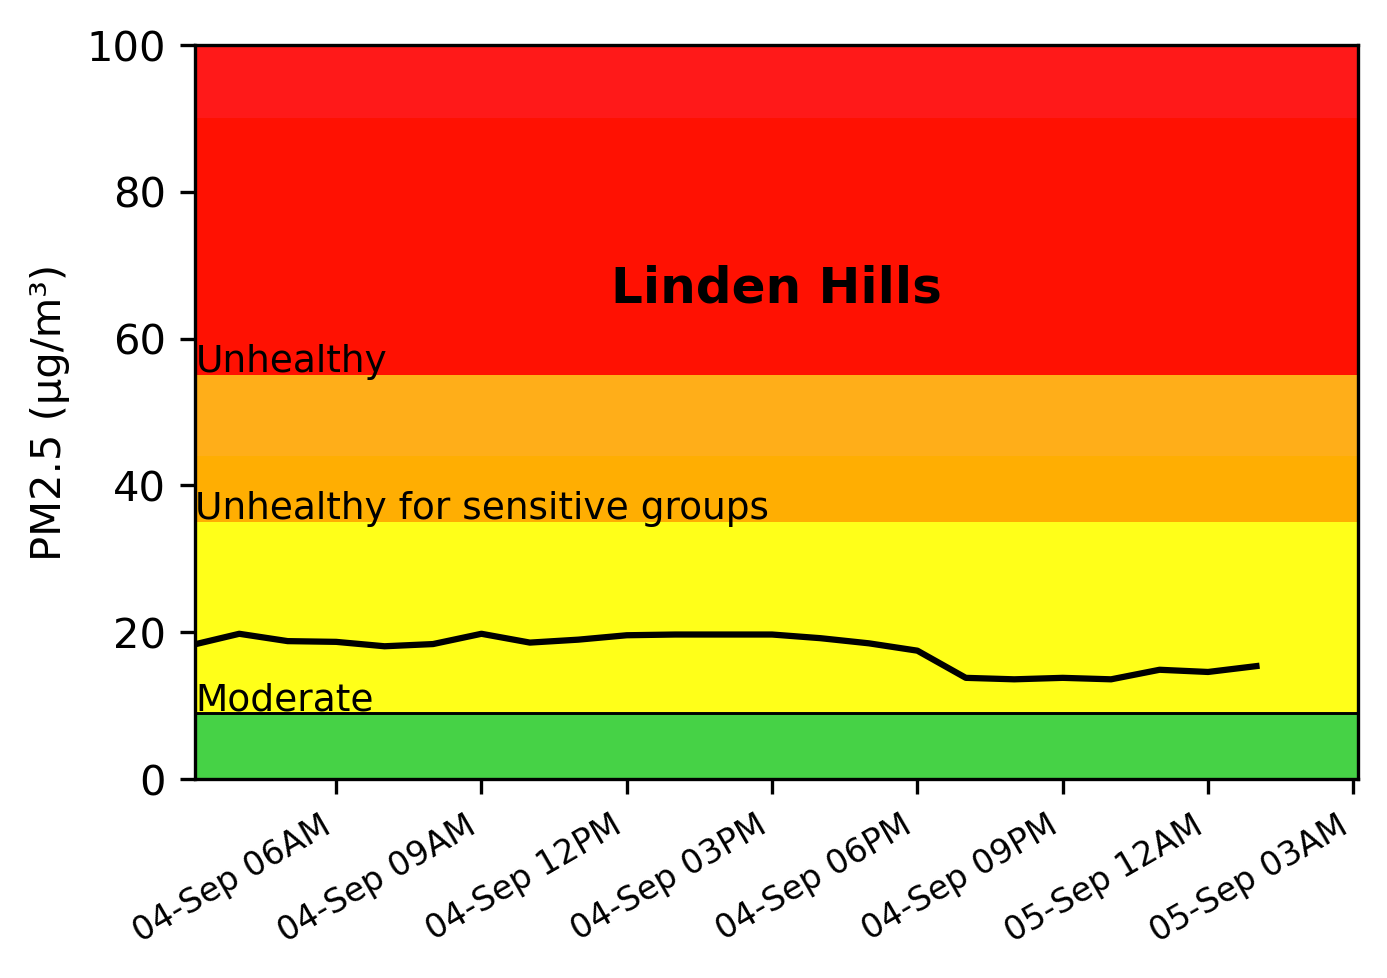 100
80
60
40
20
0
PM2.5 (µg/m³)
Linden Hills
Unhealthy
Unhealthy for sensitive groups
Moderate
04-Sep 06AM
04-Sep 09AM
04-Sep 12PM
04-Sep 03PM
04-Sep 06PM
04-Sep 09PM
05-Sep 12AM
05-Sep 03AM